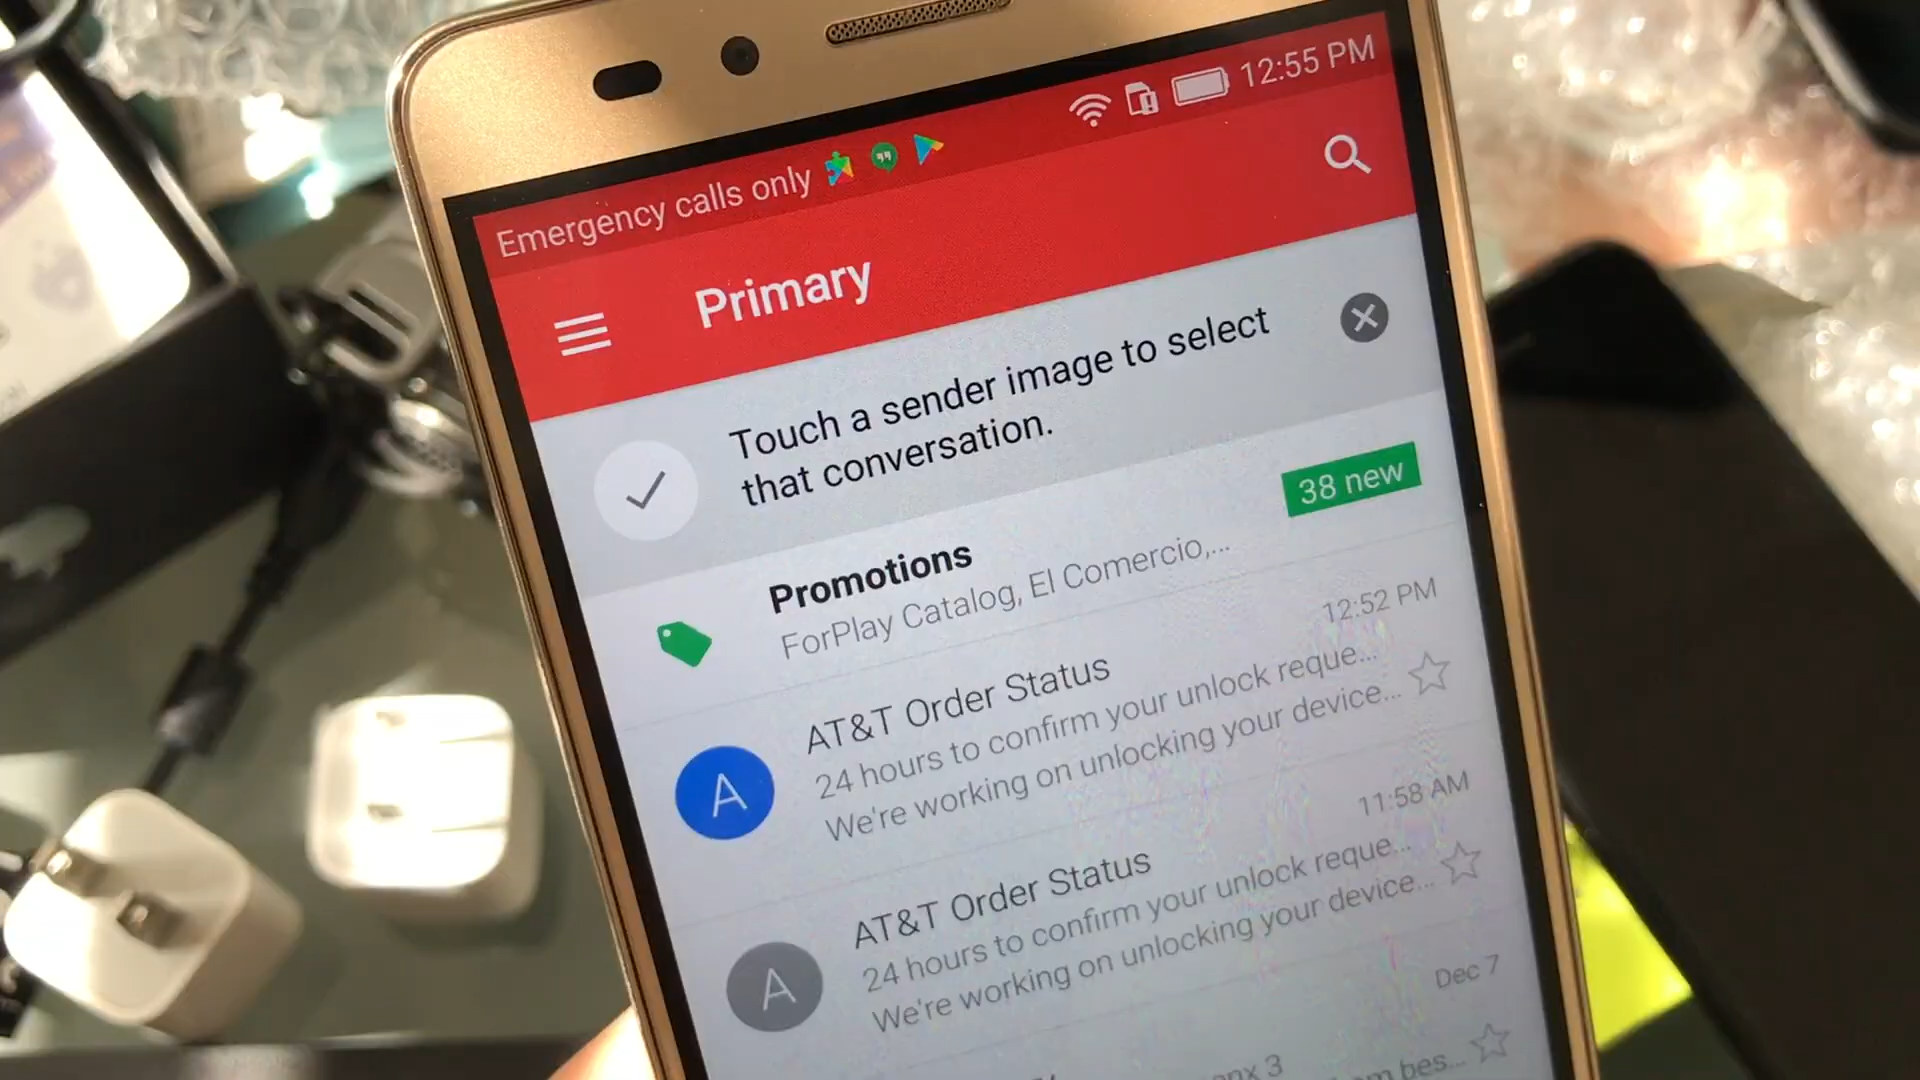 12:55 PM
Emergency calls only
Primary
Touch a sender image to select
that conversation.
Promotions
38 new
ForPlay Catalog, El Comercio,...
12:52 PM
AT&T Order Status
24 hours to confirm your unlock reque...
We're working on unlocking your device...
11:58 AM
AT&T Order Status
24 hours to confirm your unlock reque...
We're working on unlocking your device...
Dec 7
3
bes...